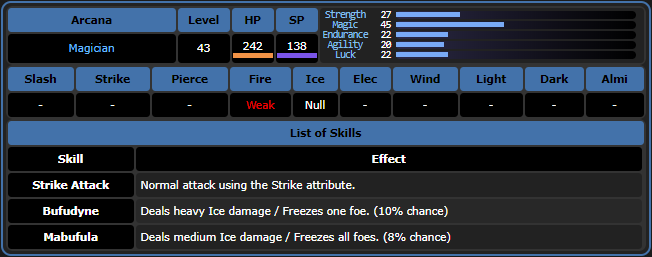 Arcana Level HP SP
Magician 43 242 138
Strength 27
Magic 45
Endurance 22
Agility 20
Luck 22
Slash Strike Pierce Fire Ice Elec Wind Light Dark Almi
- - - Weak Null - - - - -
List of Skills
Skill Effect
Strike Attack Normal attack using the Strike attribute.
Bufudyne Deals heavy Ice damage / Freezes one foe. (10% chance)
Mabufula Deals medium Ice damage / Freezes all foes. (8% chance)